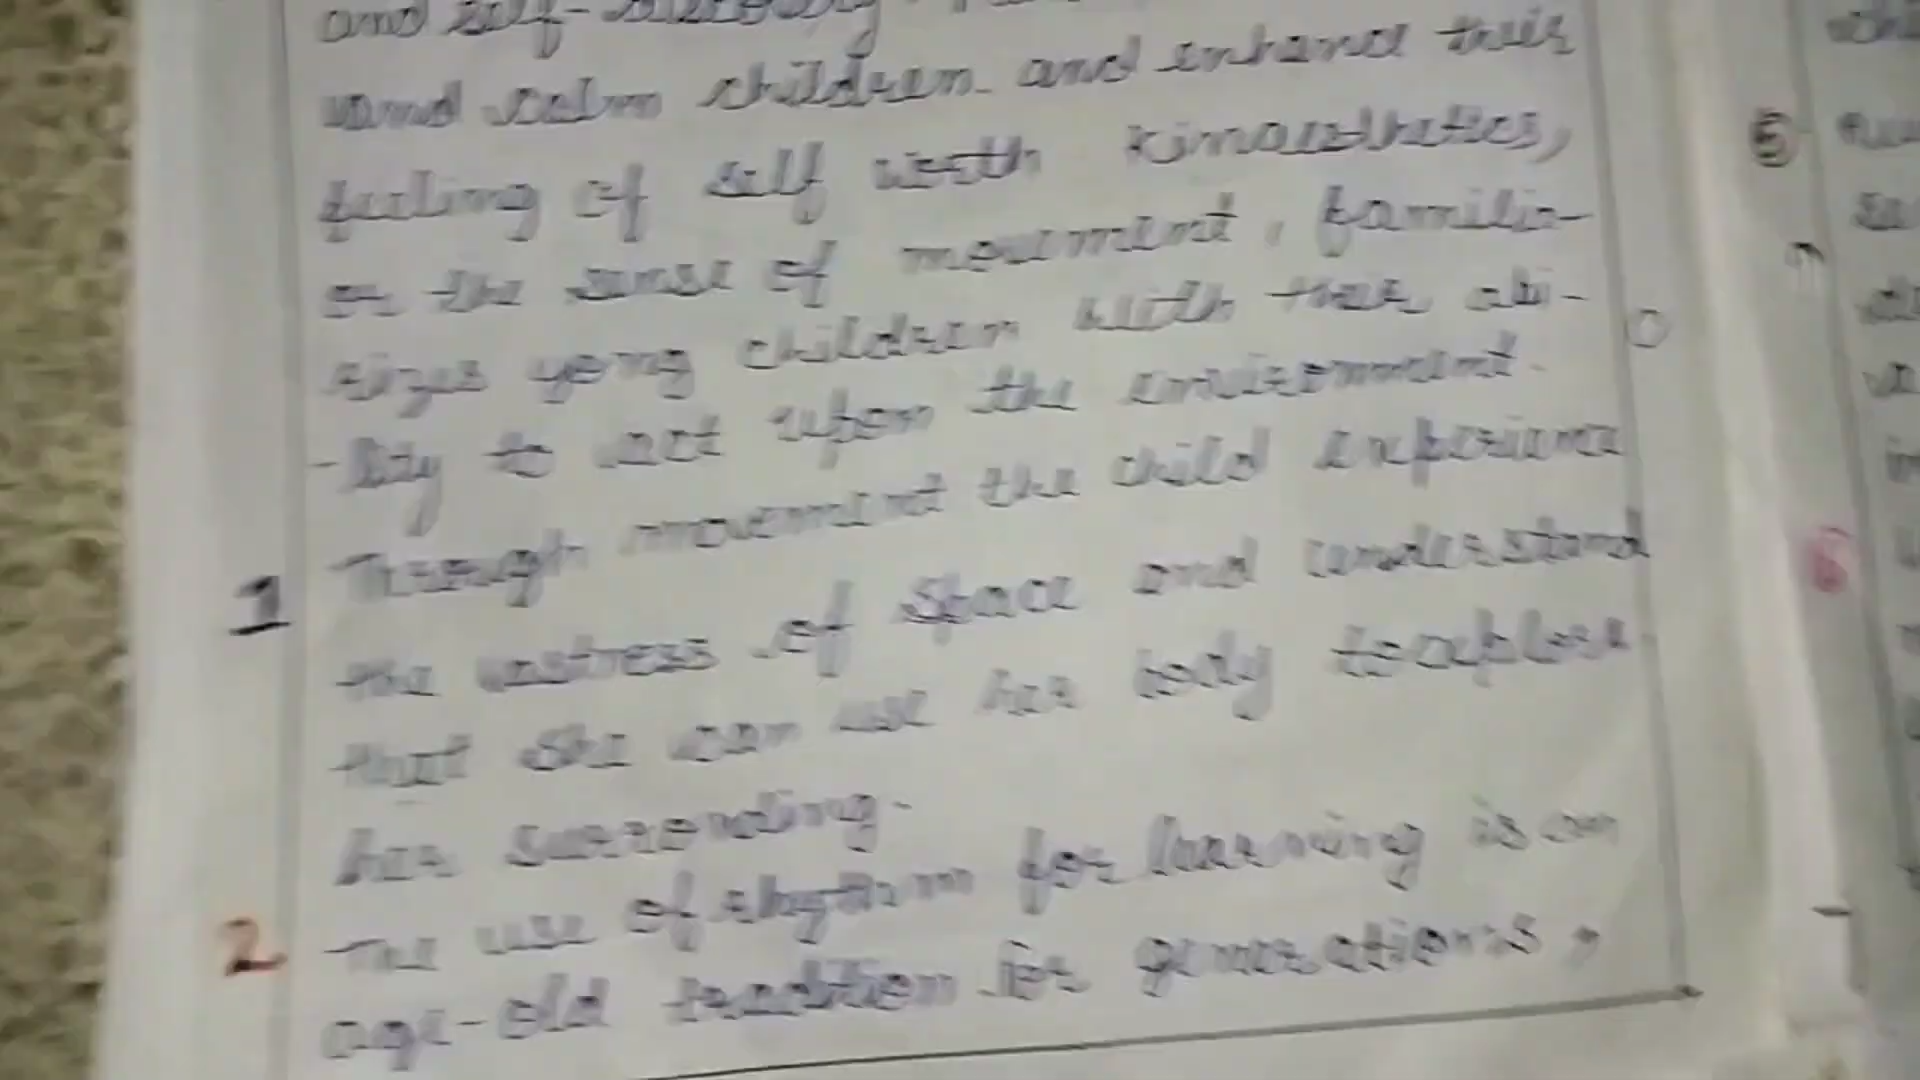 and self-
and calm children and enhance their
feeling of self worth kinaesthetics,
or the sense of movement, familia-
rizes yong children with their abi-
-lity to act upon the environment.
1 Through movement the child experience
the vastress of space and understand
that she can use her body to explore
her surronding.
2 The use of rhythm for learning is an
age-old tradition for generations,
5
6